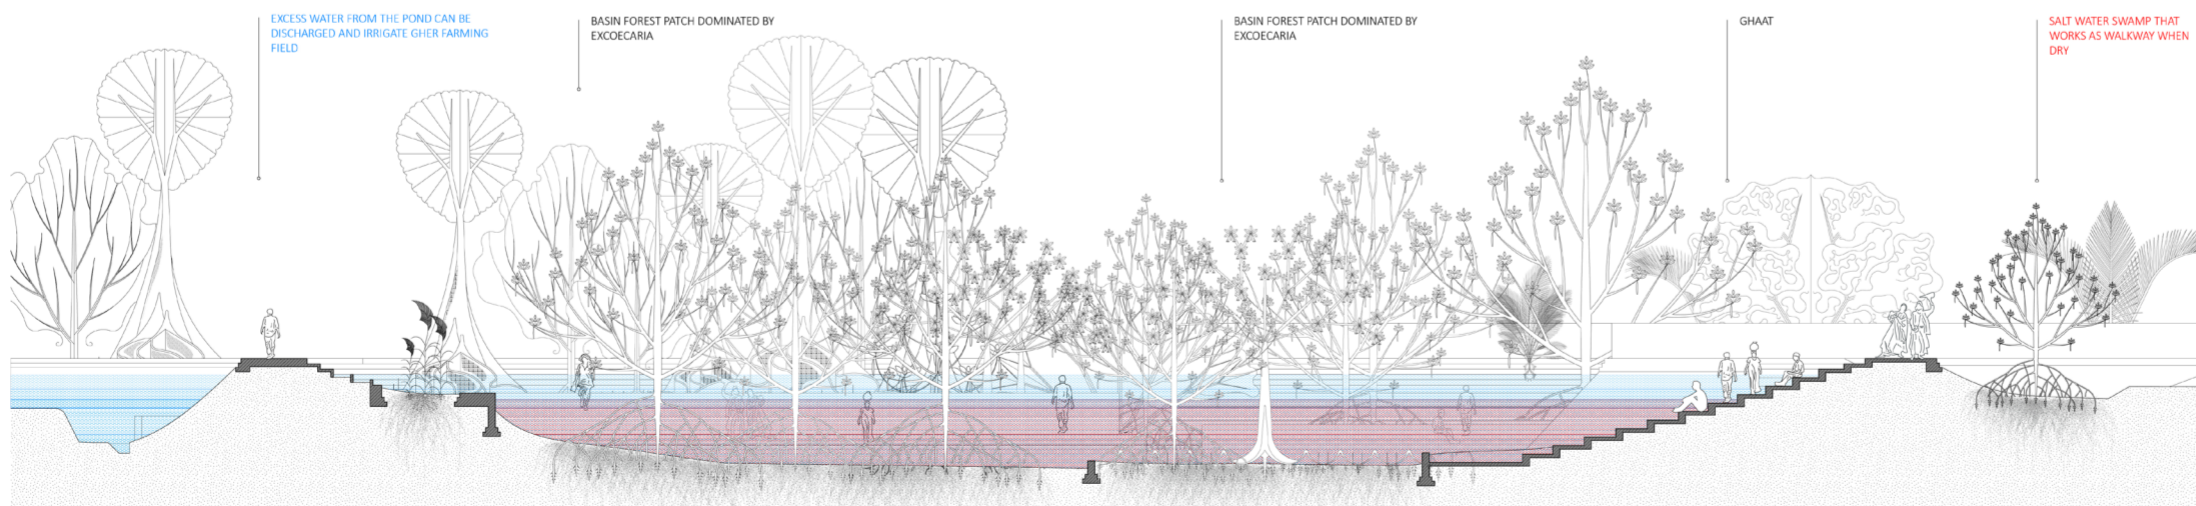 EXCESS WATER FROM THE POND CAN BE
DISCHARGED AND IRRIGATE GHER FARMING
FIELD
BASIN FOREST PATCH DOMINATED BY
EXCOECARIA
BASIN FOREST PATCH DOMINATED BY
EXCOECARIA
GHAAT
SALT WATER SWAMP THAT
WORKS AS WALKWAY WHEN
DRY